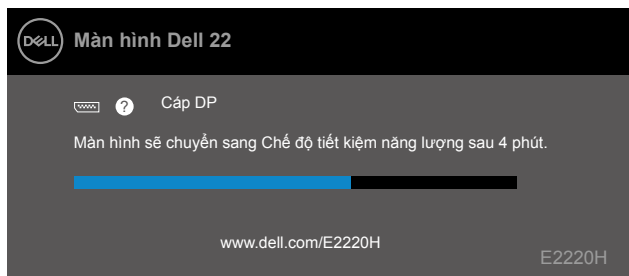 DELL Màn hình Dell 22
? Cáp DP
Màn hình sẽ chuyển sang Chế độ tiết kiệm năng lượng sau 4 phút.
www.dell.com/E2220H
E2220H